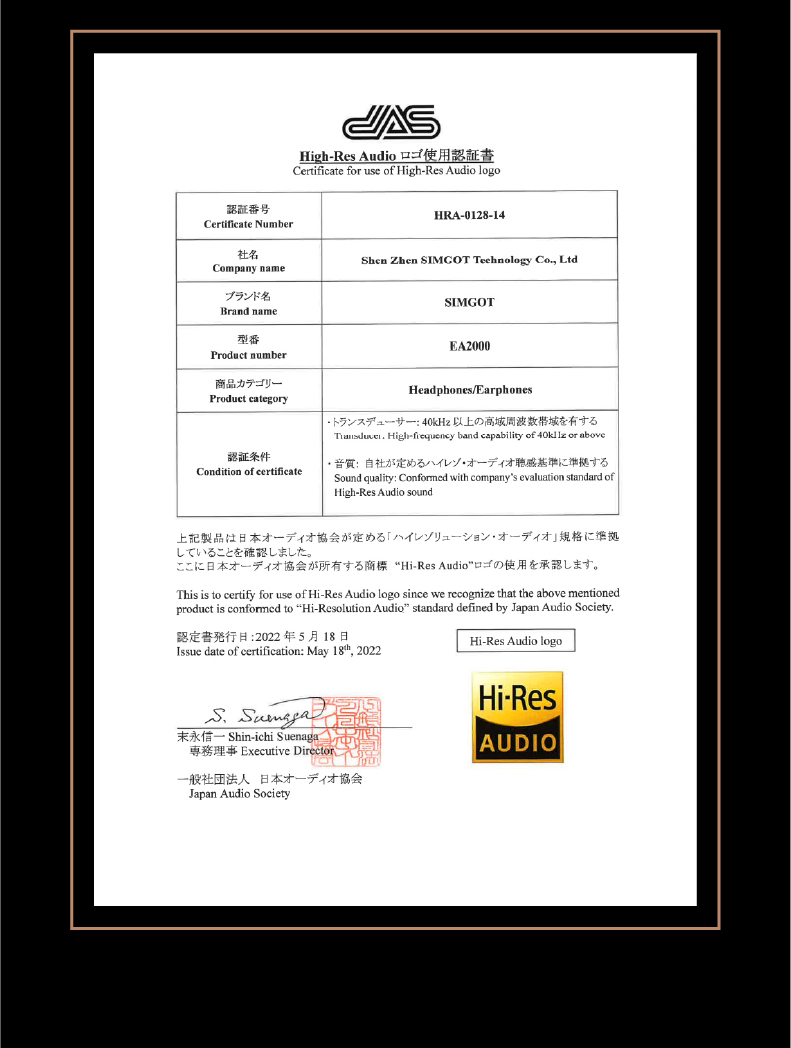 JAS
High-Res Audio ロゴ使用認証書
Certificate for use of High-Res Audio logo
認証番号
Certificate Number
HRA-0128-14
社名
Company name
Shen Zhen SIMGOT Technology Co., Ltd
ブランド名
Brand name
SIMGOT
型番
Product number
EA2000
商品カテゴリー
Product category
Headphones/Earphones
認証条件
Condition of certificate
・トランスデューサー: 40kHz 以上の高域周波数帯域を有する
Transducer: High-frequency band capability of 40kHz or above
・音質: 自社が定めるハイレゾ・オーディオ聴感基準に準拠する
Sound quality: Conformed with company's evaluation standard of
High-Res Audio sound
上記製品は日本オーディオ協会が定める「ハイレゾリューション・オーディオ」規格に準拠
していることを確認しました。
ここに日本オーディオ協会が所有する商標 “Hi-Res Audio”ロゴの使用を承認します。
This is to certify for use of Hi-Res Audio logo since we recognize that the above mentioned
product is conformed to “Hi-Resolution Audio” standard defined by Japan Audio Society.
認定書発行日:2022 年 5 月 18 日
Issue date of certification: May 18th, 2022
Hi-Res Audio logo
Hi-Res
AUDIO
S. Suenaga
末永信一 Shin-ichi Suenaga
専務理事 Executive Director
一般社団法人 日本オーディオ協会
Japan Audio Society